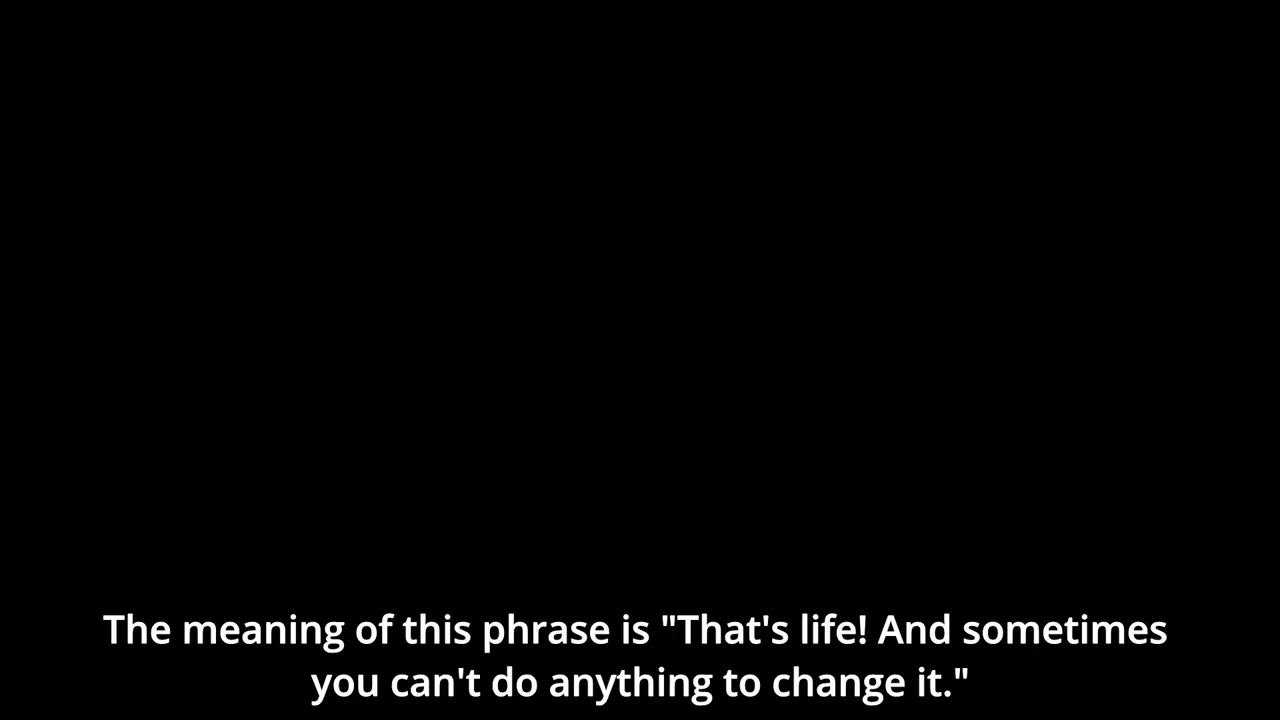 The meaning of this phrase is "That's life! And sometimes
you can't do anything to change it."